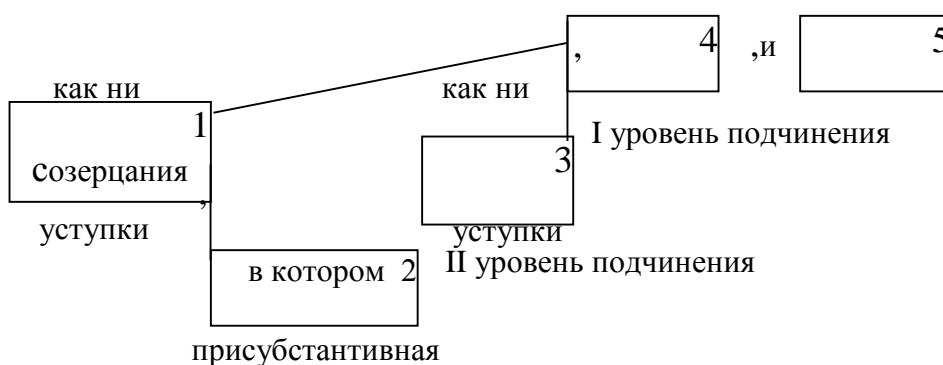 , 4 ,и 5
как ни как ни
1 I уровень подчинения
созерцания 3
,
уступки уступки
в котором 2 II уровень подчинения
присубстантивная